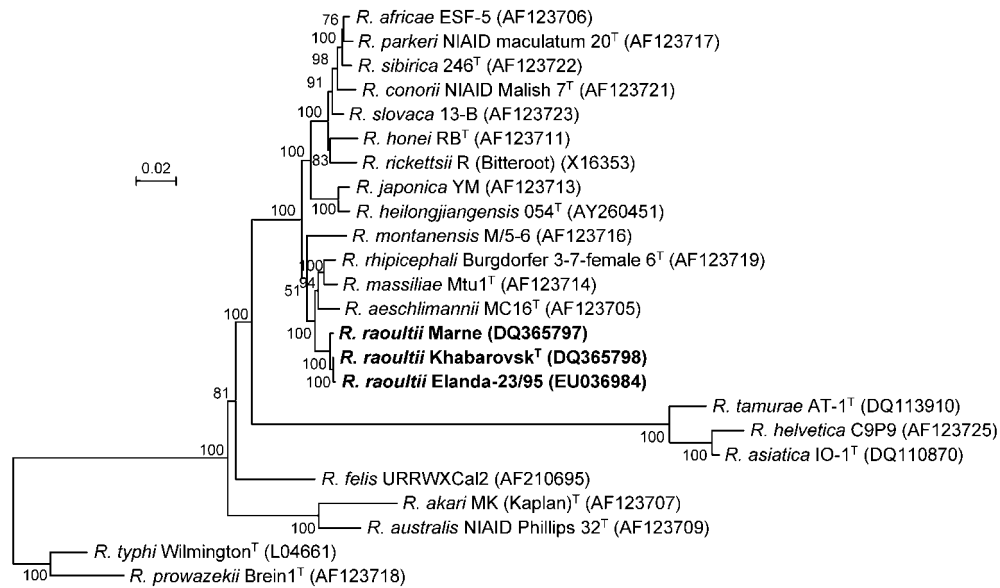 76 R. africae ESF-5 (AF123706)
100 R. parkeri NIAID maculatum 20ᵀ (AF123717)
98 R. sibirica 246ᵀ (AF123722)
91 R. conorii NIAID Malish 7ᵀ (AF123721)
100 R. slovaca 13-B (AF123723)
R. honei RBᵀ (AF123711)
100 83 R. rickettsii R (Bitteroot) (X16353)
0.02
R. japonica YM (AF123713)
100 100 R. heilongjiangensis 054ᵀ (AY260451)
R. montanensis M/5-6 (AF123716)
100 R. rhipicephali Burgdorfer 3-7-female 6ᵀ (AF123719)
51 94 R. massiliae Mtu1ᵀ (AF123714)
100 R. aeschlimannii MC16ᵀ (AF123705)
100 R. raoultii Marne (DQ365797)
100 R. raoultii Khabarovskᵀ (DQ365798)
100 R. raoultii Elanda-23/95 (EU036984)
81 R. tamurae AT-1ᵀ (DQ113910)
100 R. helvetica C9P9 (AF123725)
100 100 R. asiatica IO-1ᵀ (DQ110870)
R. felis URRWXCal2 (AF210695)
R. akari MK (Kaplan)ᵀ (AF123707)
100 R. australis NIAID Phillips 32ᵀ (AF123709)
R. typhi Wilmingtonᵀ (L04661)
100 R. prowazekii Brein1ᵀ (AF123718)